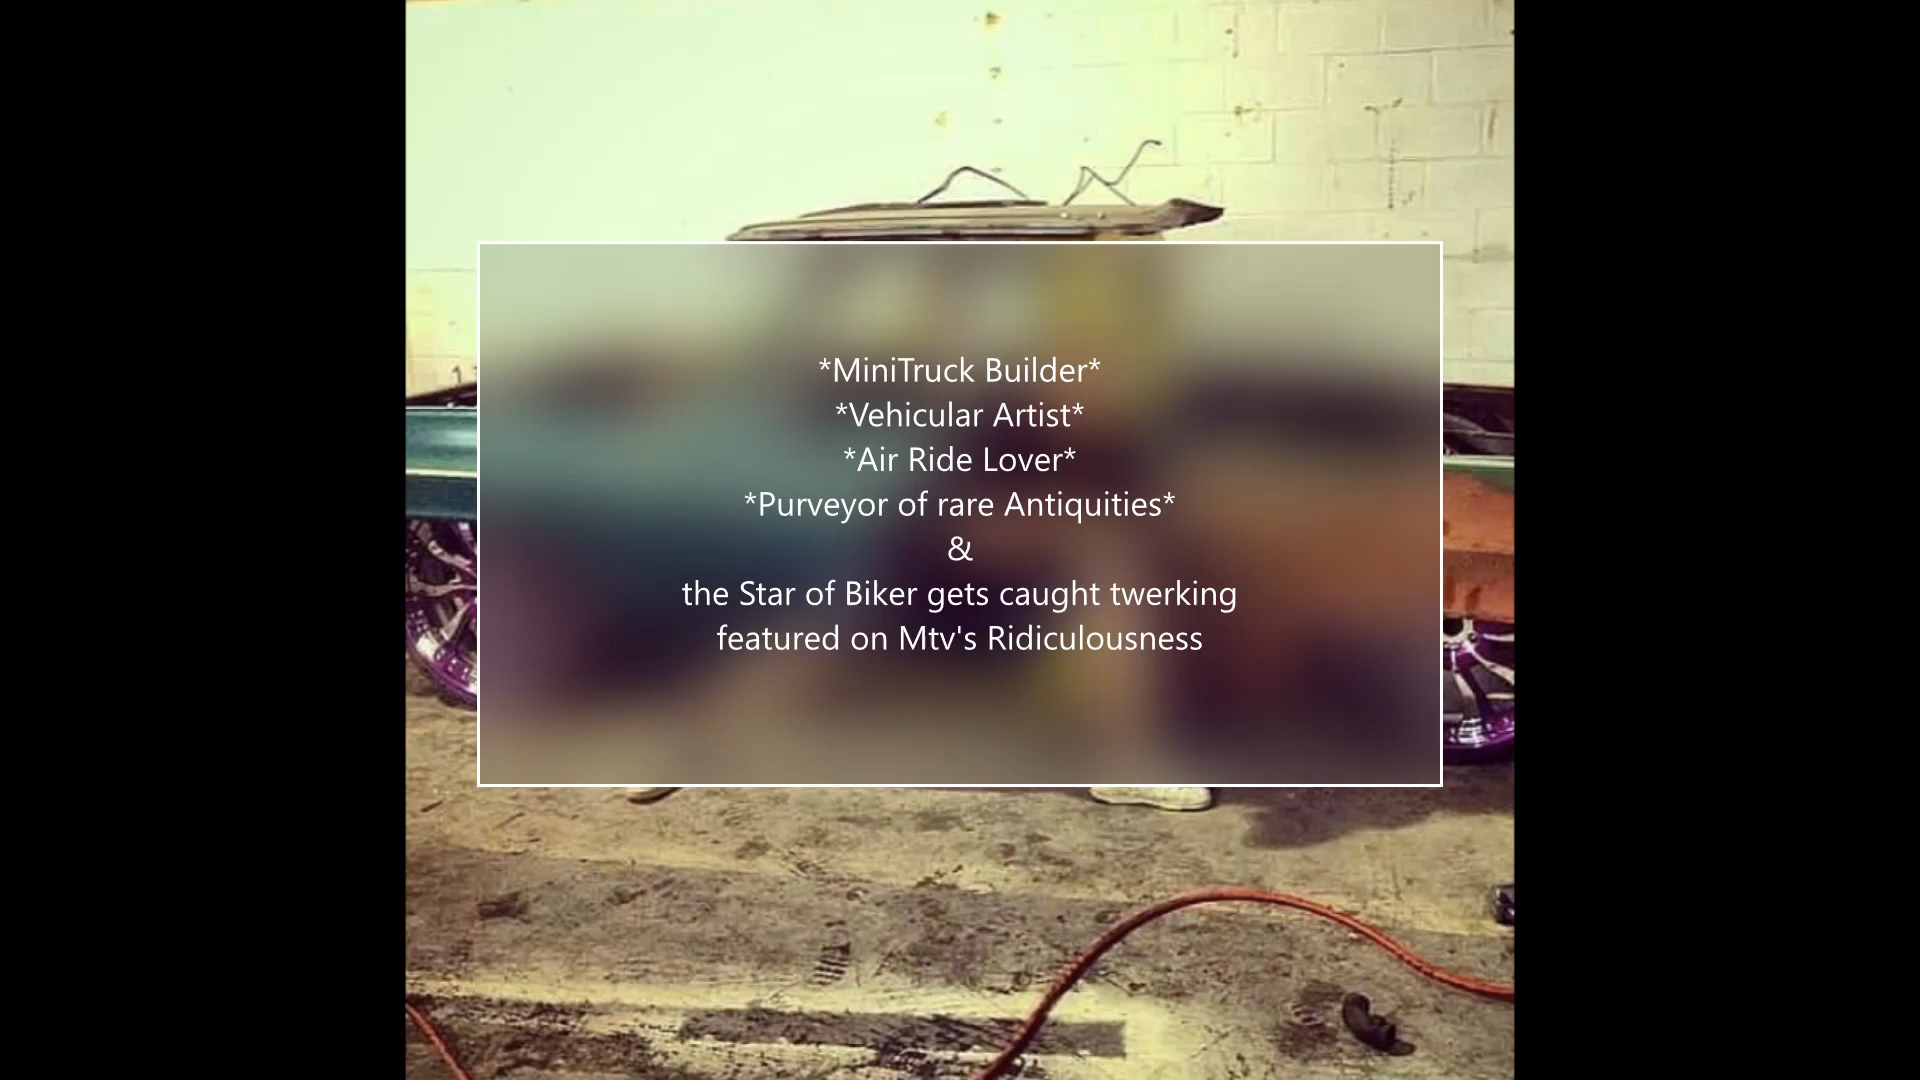 *MiniTruck Builder*
*Vehicular Artist*
*Air Ride Lover*
*Purveyor of rare Antiquities*
&
the Star of Biker gets caught twerking
featured on Mtv's Ridiculousness